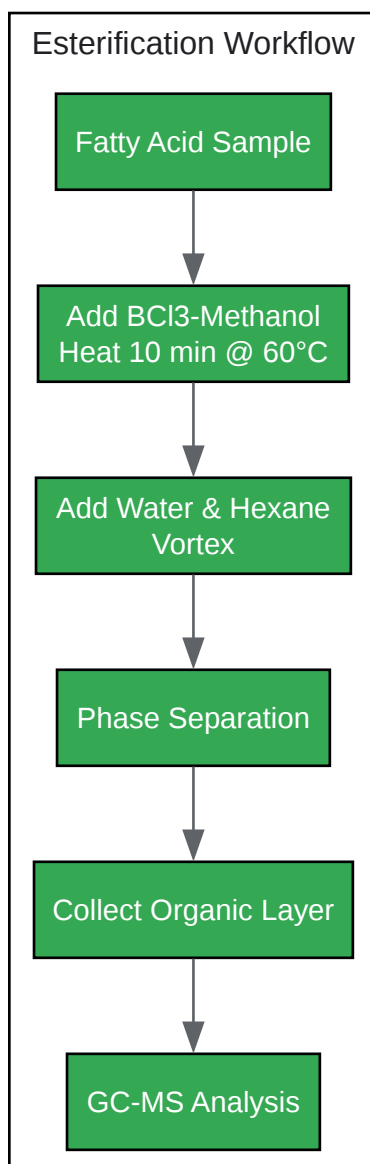 Esterification Workflow
Fatty Acid Sample
Add BCl3-Methanol
Heat 10 min @ 60°C
Add Water & Hexane
Vortex
Phase Separation
Collect Organic Layer
GC-MS Analysis